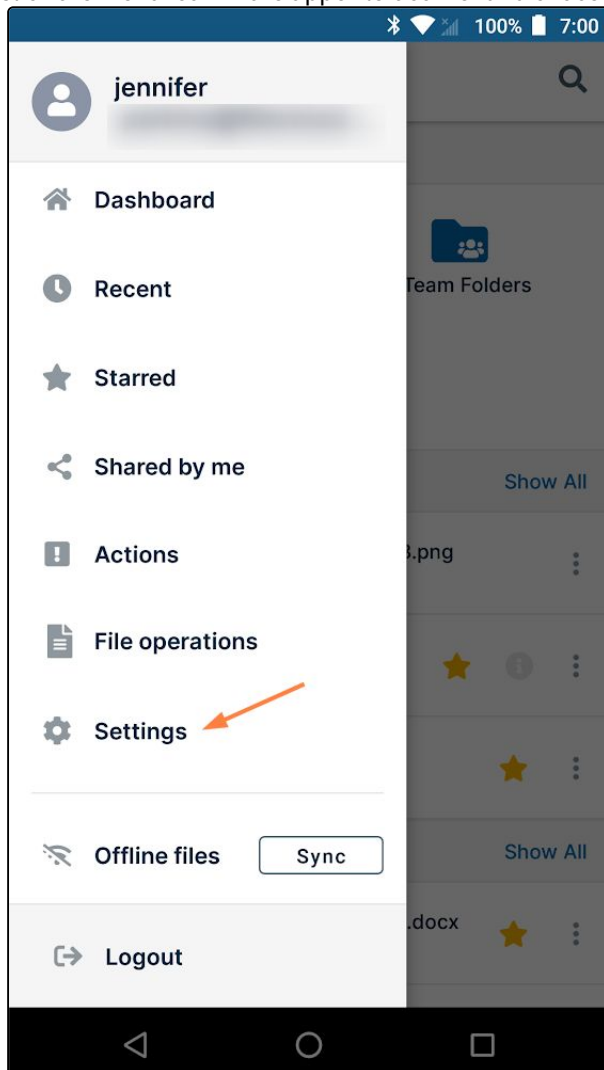 100% 7:00
jennifer
Dashboard
Team Folders
Recent
Starred
Shared by me
Show All
Actions
.png
File operations
Settings
Offline files
Sync
Show All
.docx
Logout